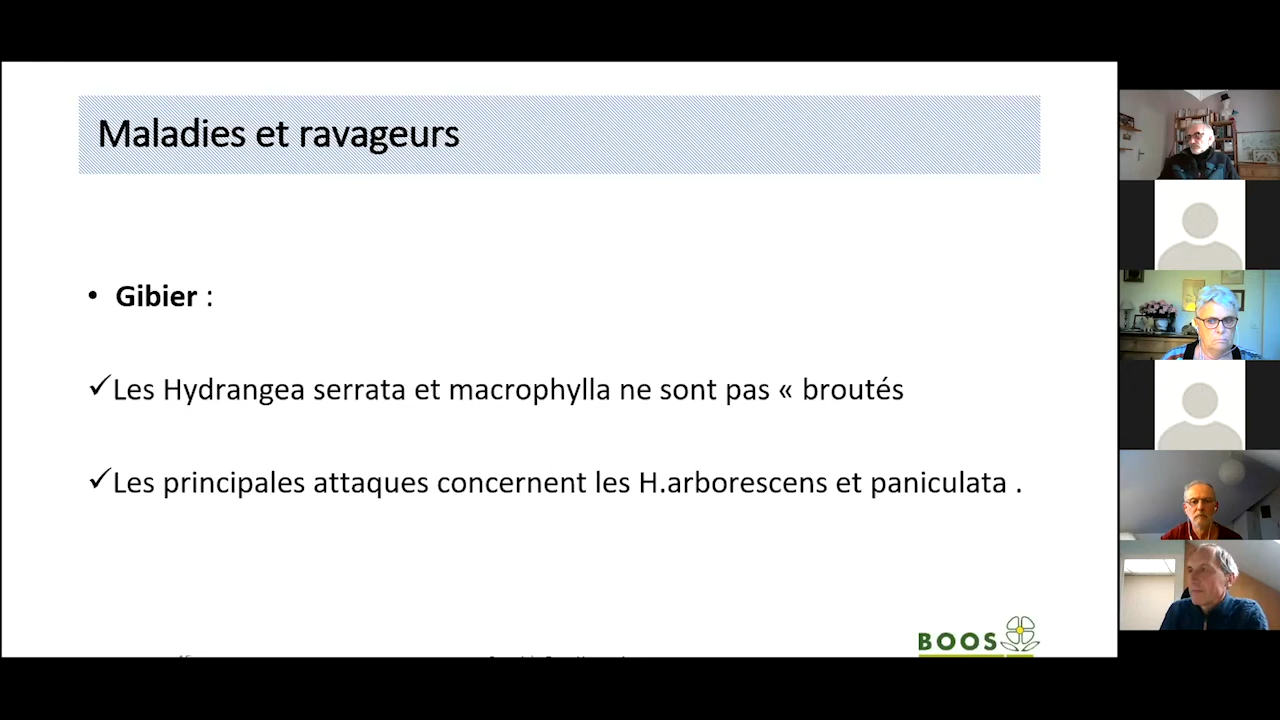 Maladies et ravageurs
• Gibier :
✓Les Hydrangea serrata et macrophylla ne sont pas « broutés
✓Les principales attaques concernent les H.arborescens et paniculata .
BOOS